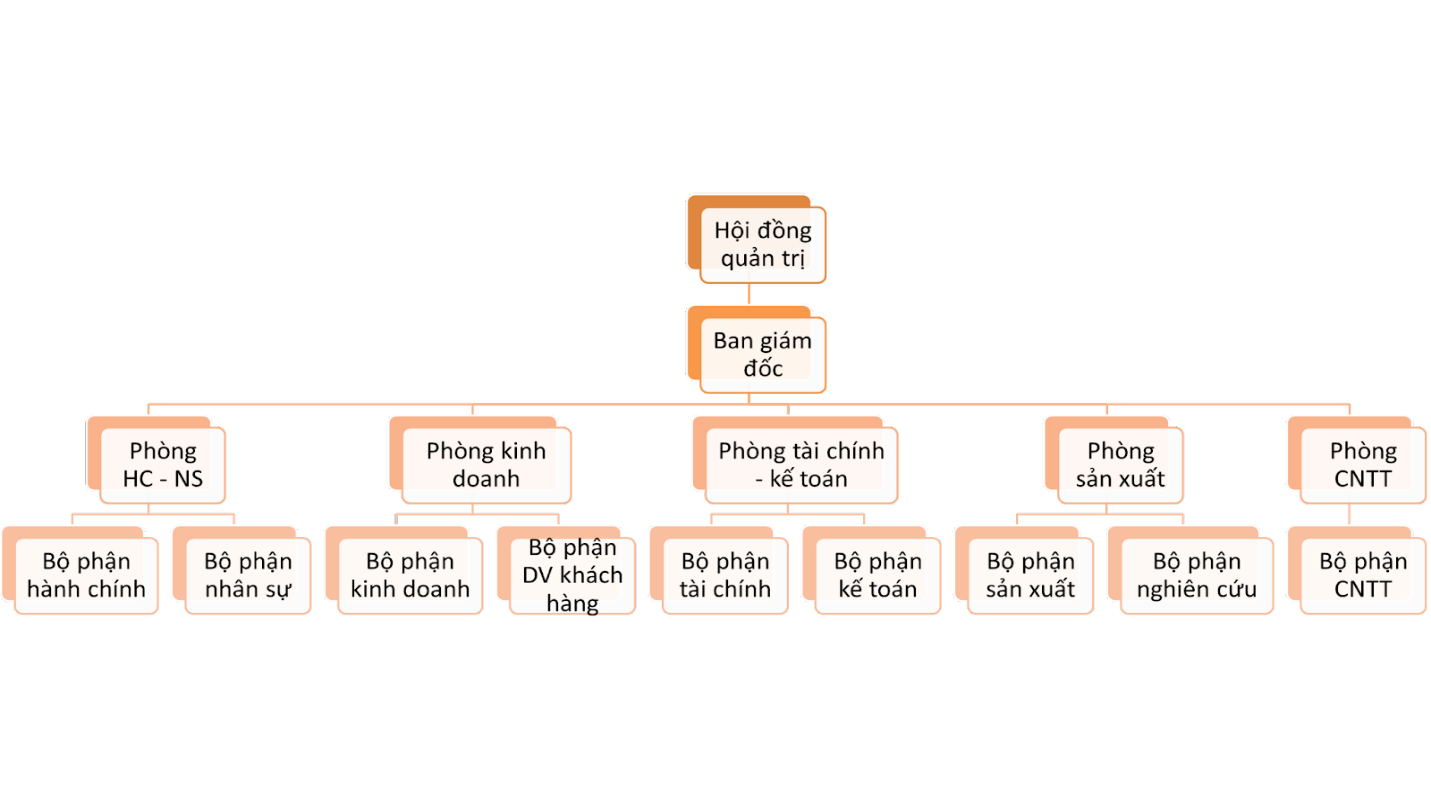 Hội đồng
quản trị
Ban giám
đốc
Phòng
HC - NS
Phòng kinh
doanh
Phòng tài chính
- kế toán
Phòng
sản xuất
Phòng
CNTT
Bộ phận
hành chính
Bộ phận
nhân sự
Bộ phận
kinh doanh
Bộ phận
DV khách
hàng
Bộ phận
tài chính
Bộ phận
kế toán
Bộ phận
sản xuất
Bộ phận
nghiên cứu
Bộ phận
CNTT